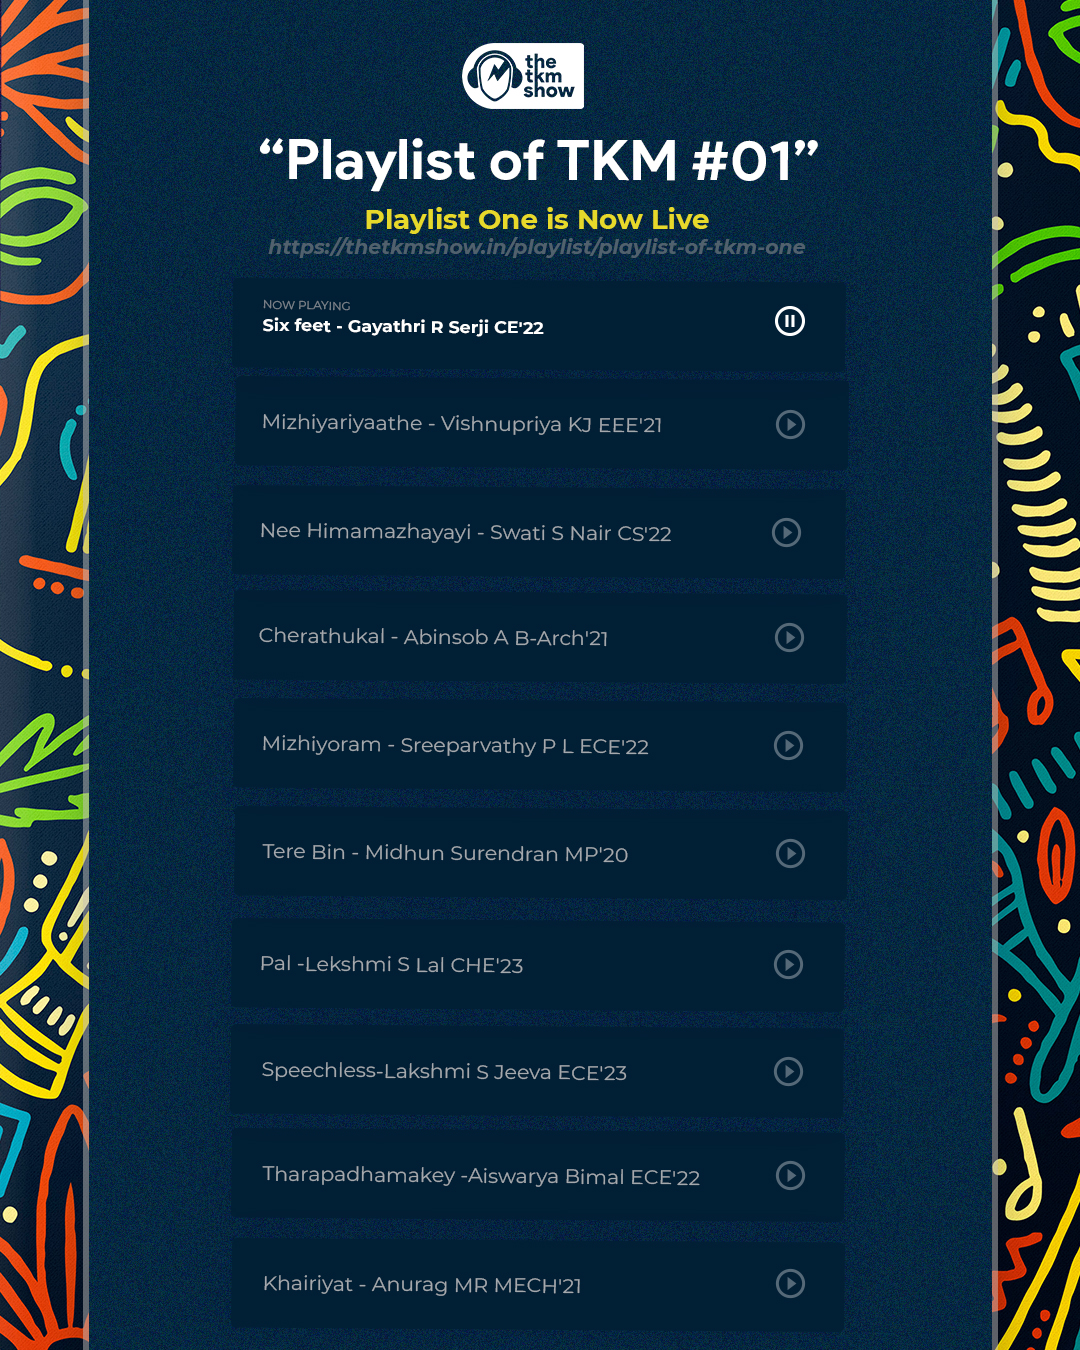 the
tkm
show
“Playlist of TKM #01”
Playlist One is Now Live
https://thetkmshow.in/playlist/playlist-of-tkm-one
NOW PLAYING
Six feet - Gayathri R Serji CE'22
Mizhiyariyaathe - Vishnupriya KJ EEE'21
Nee Himamazhayayi - Swati S Nair CS'22
Cherathukal - Abinsob A B-Arch'21
Mizhiyoram - Sreeparvathy P L ECE'22
Tere Bin - Midhun Surendran MP'20
Pal -Lekshmi S Lal CHE'23
Speechless-Lakshmi S Jeeva ECE'23
Tharapadhamakey -Aiswarya Bimal ECE'22
Khairiyat - Anurag MR MECH'21